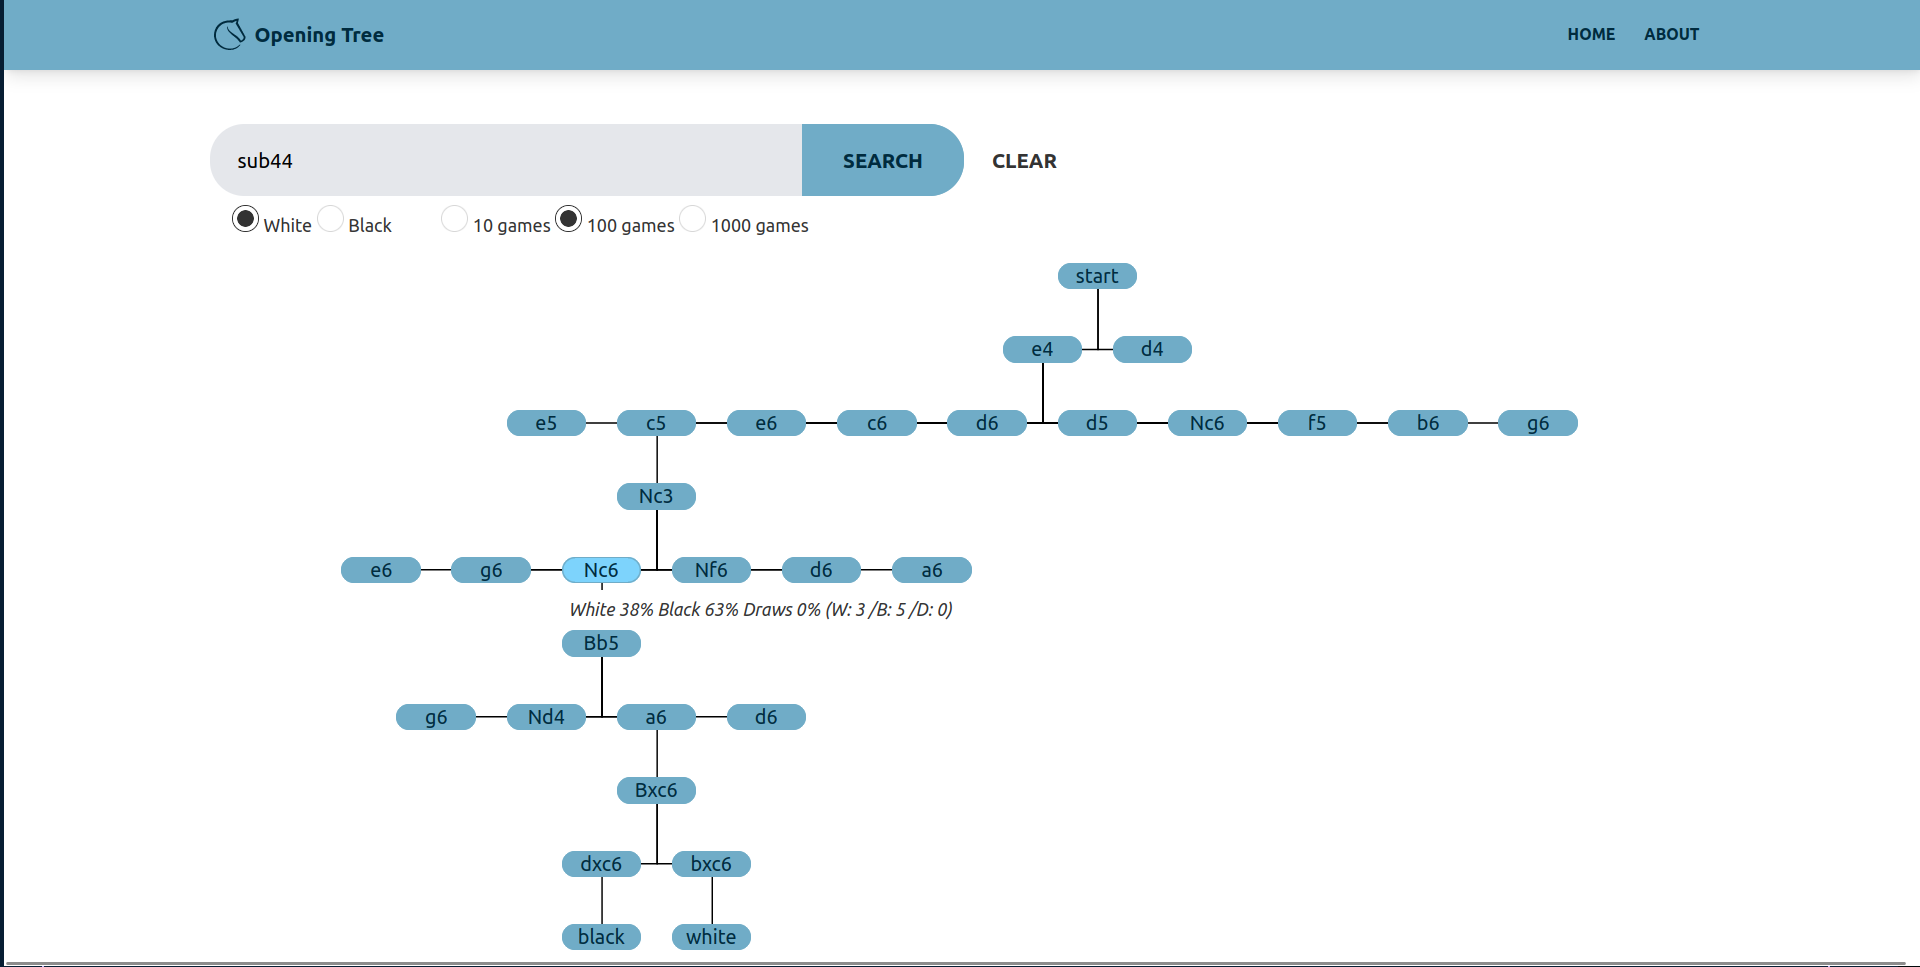 Opening Tree HOME ABOUT
sub44 SEARCH CLEAR
White Black 10 games 100 games 1000 games
start
e4 d4
e5 c5 e6 c6 d6 d5 Nc6 f5 b6 g6
Nc3
e6 g6 Nc6 Nf6 d6 a6
White 38% Black 63% Draws 0% (W: 3 /B: 5 /D: 0)
Bb5
g6 Nd4 a6 d6
Bxc6
dxc6 bxc6
black white